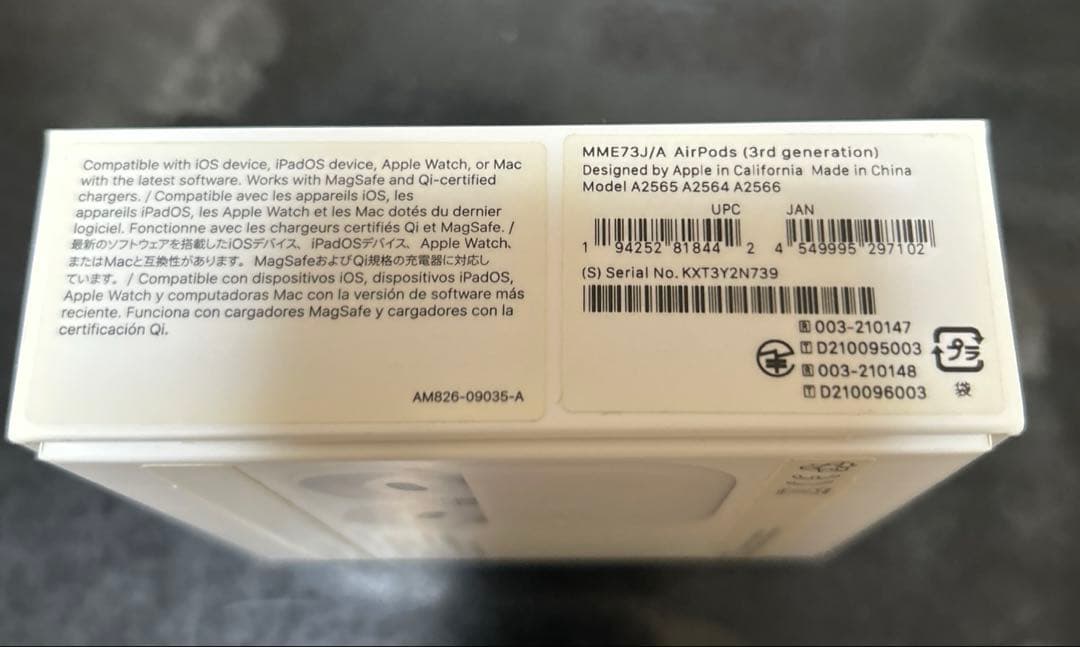 Compatible with iOS device, iPadOS device, Apple Watch, or Mac
with the latest software. Works with MagSafe and Qi-certified
chargers. / Compatible avec les appareils iOS, les
appareils iPadOS, les Apple Watch et les Mac dotés du dernier
logiciel. Fonctionne avec les chargeurs certifiés Qi et MagSafe. /
最新のソフトウェアを搭載したiOSデバイス、iPadOSデバイス、Apple Watch、
またはMacと互換性があります。MagSafeおよびQi規格の充電器に対応し
ています。/ Compatible con dispositivos iOS, dispositivos iPadOS,
Apple Watch y computadoras Mac con la versión de software más
reciente. Funciona con cargadores MagSafe y cargadores con la
certificación Qi.
AM826-09035-A
MME73J/A AirPods (3rd generation)
Designed by Apple in California Made in China
Model A2565 A2564 A2566
UPC JAN
1 94252 81844 2 4 549995 297102
(S) Serial No. KXT3Y2N739
R 003-210147
T D210095003
R 003-210148
T D210096003
プラ
袋